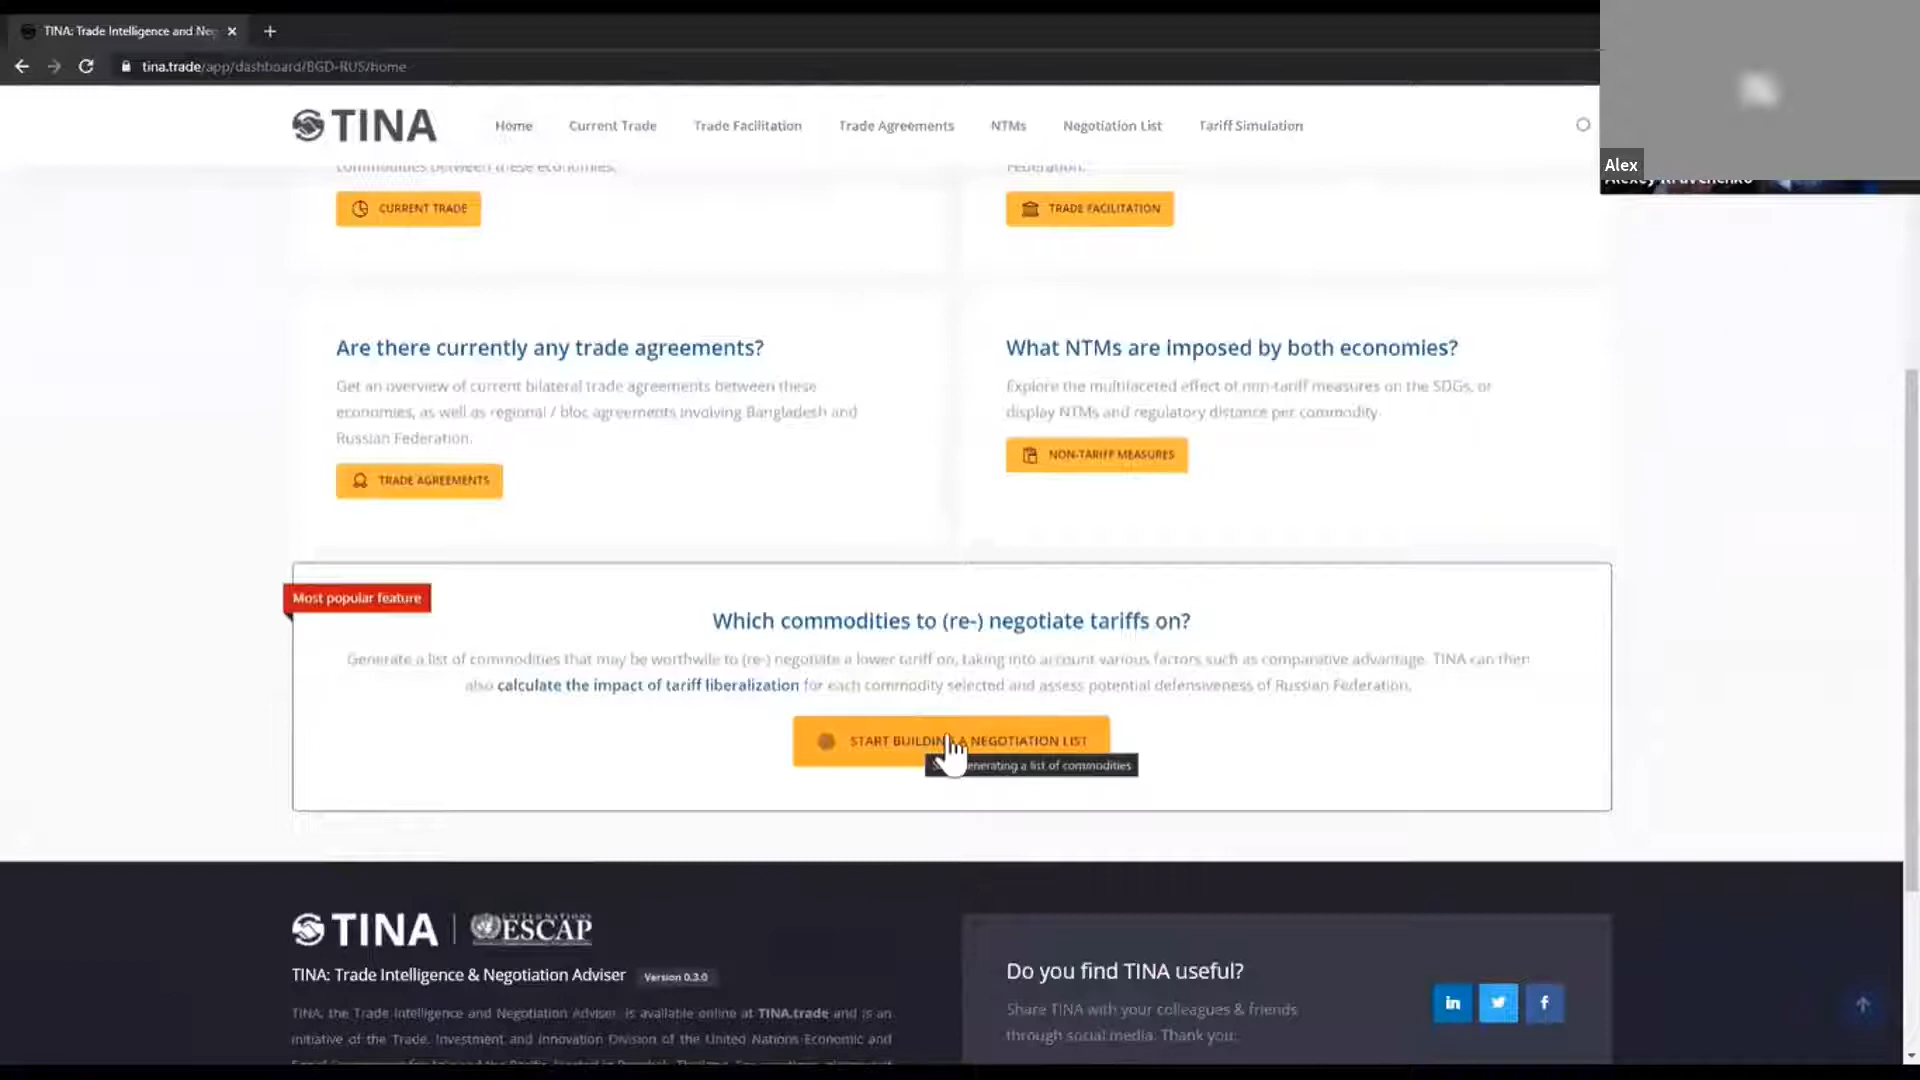 TINA: Trade Intelligence and Neg
tina.trade/app/dashboard/BGD-RUS/home
Alex
TINA
Home
Current Trade
Trade Facilitation
Trade Agreements
NTMs
Negotiation List
Tariff Simulation
commodities between these economies.
Federation.
CURRENT TRADE
TRADE FACILITATION
Are there currently any trade agreements?
Get an overview of current bilateral trade agreements between these
economies, as well as regional / bloc agreements involving Bangladesh and
Russian Federation.
TRADE AGREEMENTS
What NTMs are imposed by both economies?
Explore the multifaceted effect of non-tariff measures on the SDGs, or
display NTMs and regulatory distance per commodity.
NON-TARIFF MEASURES
Most popular feature
Which commodities to (re-) negotiate tariffs on?
Generate a list of commodities that may be worthwile to (re-) negotiate a lower tariff on, taking into account various factors such as comparative advantage. TINA can then
also calculate the impact of tariff liberalization for each commodity selected and assess potential defensiveness of Russian Federation.
START BUILDING A NEGOTIATION LIST
generating a list of commodities
TINA | UNITED NATIONS ESCAP
TINA: Trade Intelligence & Negotiation Adviser Version 0.3.0
TINA, the Trade Intelligence and Negotiation Adviser, is available online at TINA.trade and is an
initiative of the Trade, Investment and Innovation Division of the United Nations Economic and
Do you find TINA useful?
Share TINA with your colleagues & friends
through social media. Thank you.